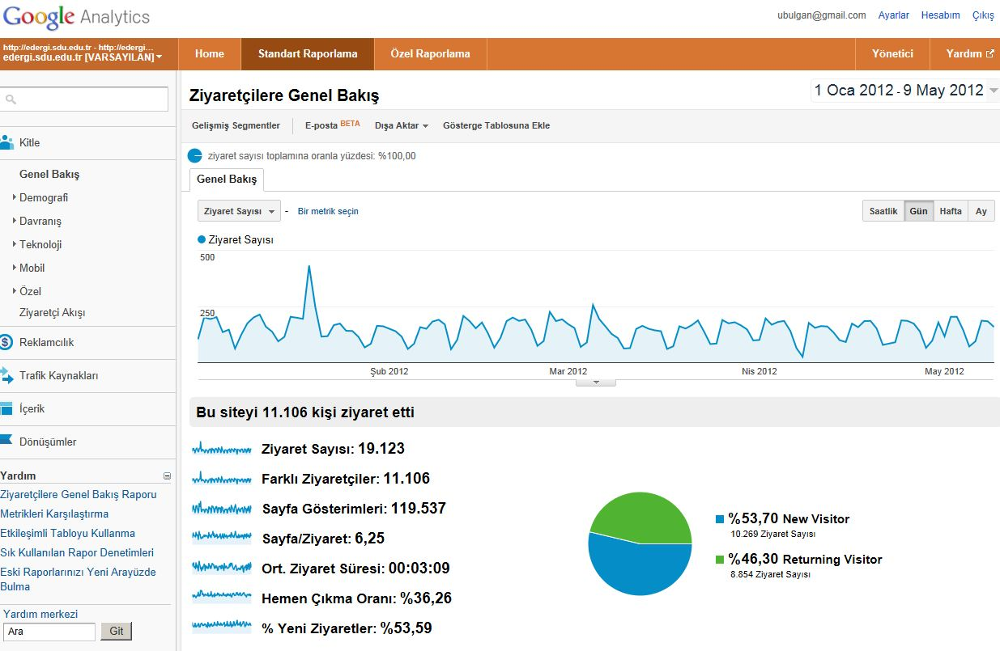 Google Analytics
ubulgan@gmail.com Ayarlar Hesabım Çıkış
http://edergi.sdu.edu.tr - http://edergi...
edergi.sdu.edu.tr [VARSAYILAN]
Home Standart Raporlama Özel Raporlama Yönetici Yardım
Ziyaretçilere Genel Bakış
1 Oca 2012 - 9 May 2012
Gelişmiş Segmentler E-posta BETA Dışa Aktar Gösterge Tablosuna Ekle
ziyaret sayısı toplamına oranla yüzdesi: %100,00
Genel Bakış
Ziyaret Sayısı - Bir metrik seçin
Saatlik Gün Hafta Ay
Ziyaret Sayısı
500
250
Şub 2012 Mar 2012 Nis 2012 May 2012
Kitle
Genel Bakış
Demografi
Davranış
Teknoloji
Mobil
Özel
Ziyaretçi Akışı
Reklamcılık
Trafik Kaynakları
İçerik
Dönüşümler
Yardım
Ziyaretçilere Genel Bakış Raporu
Metrikleri Karşılaştırma
Etkileşimli Tabloyu Kullanma
Sık Kullanılan Rapor Denetimleri
Eski Raporlarınızı Yeni Arayüzde
Bulma
Yardım merkezi
Ara Git
Bu siteyi 11.106 kişi ziyaret etti
Ziyaret Sayısı: 19.123
Farklı Ziyaretçiler: 11.106
Sayfa Gösterimleri: 119.537
Sayfa/Ziyaret: 6,25
Ort. Ziyaret Süresi: 00:03:09
Hemen Çıkma Oranı: %36,26
% Yeni Ziyaretler: %53,59
%53,70 New Visitor
10.269 Ziyaret Sayısı
%46,30 Returning Visitor
8.854 Ziyaret Sayısı